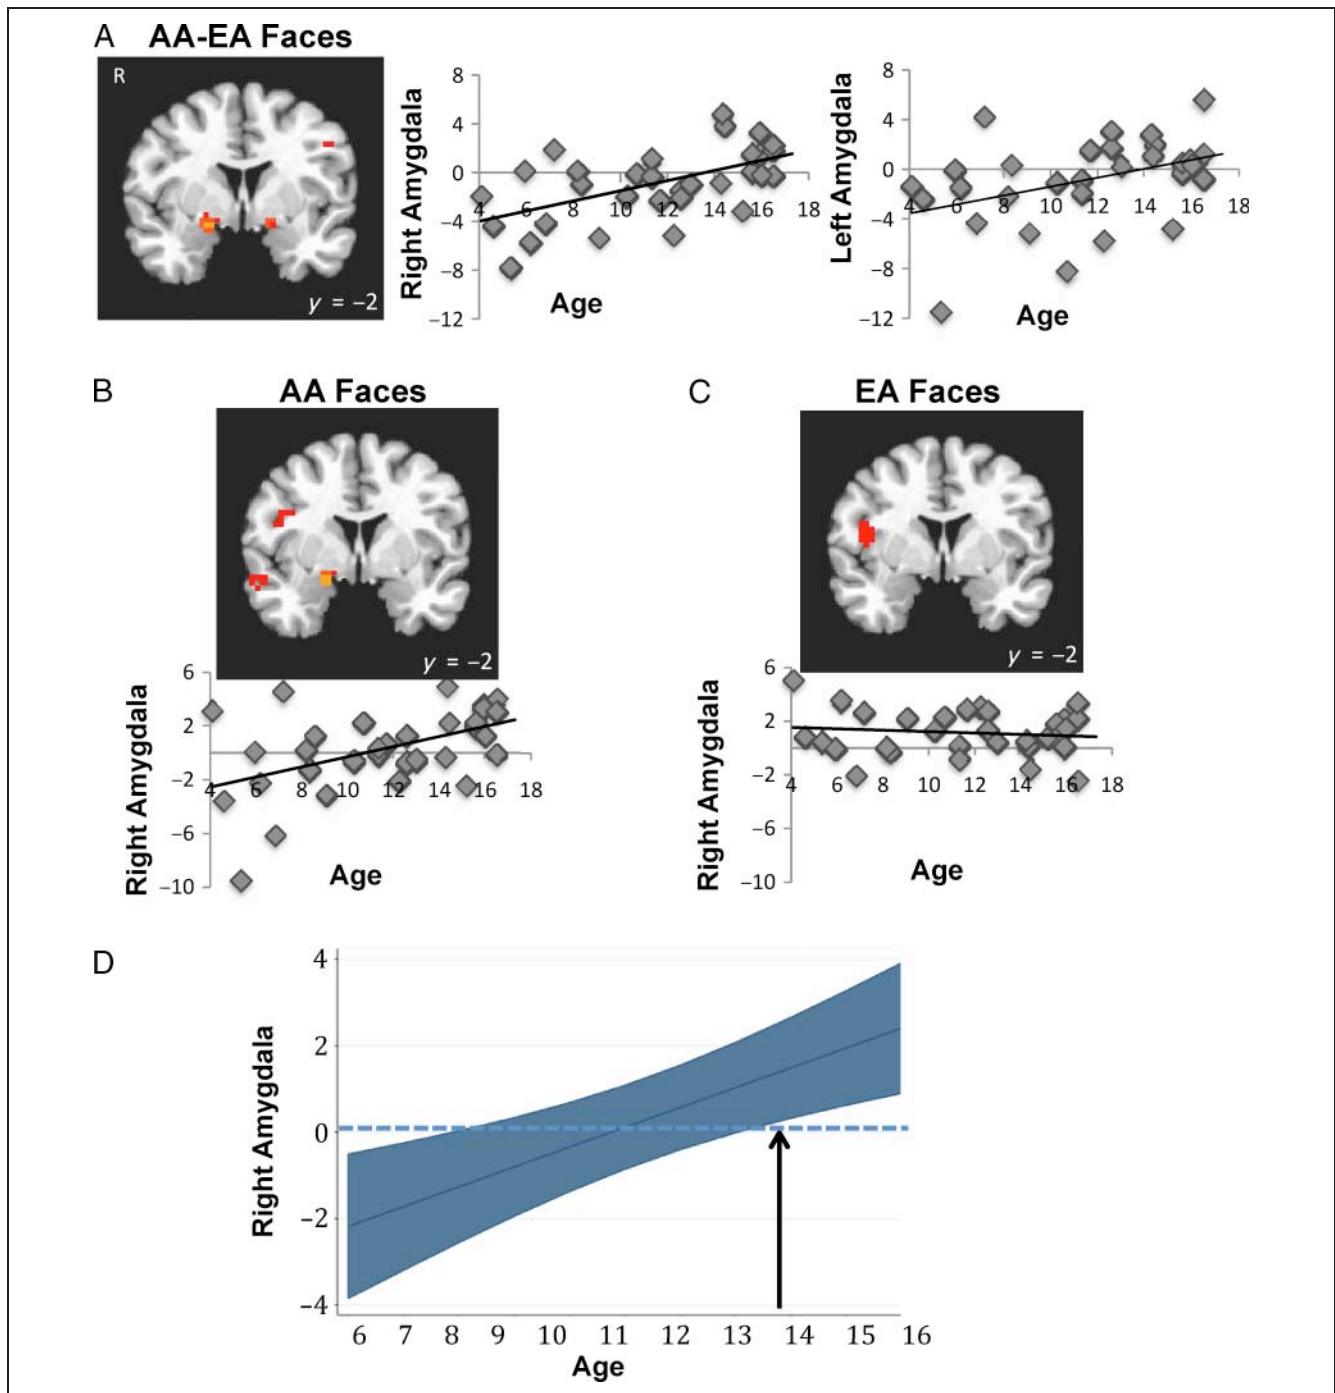 A AA-EA Faces
R
y = −2
Right Amygdala
8
4
0
−4
−8
−12
4 6 8 10 12 14 16 18
Age
Left Amygdala
8
4
0
−4
−8
−12
4 6 8 10 12 14 16 18
Age
B AA Faces
y = −2
Right Amygdala
6
2
−2
−6
−10
4 6 8 10 12 14 16 18
Age
C EA Faces
y = −2
Right Amygdala
6
2
−2
−6
−10
4 6 8 10 12 14 16 18
Age
D
Right Amygdala
4
2
0
−2
−4
6 7 8 9 10 11 12 13 14 15 16
Age